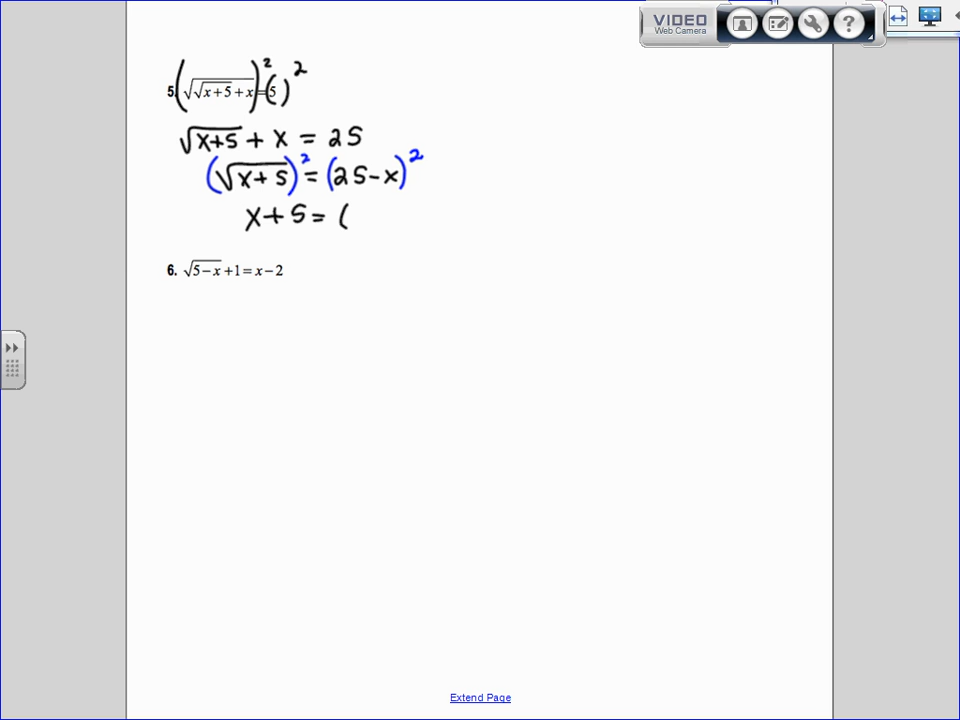 VIDEO
Web Camera
?
5. (√(√(x+5)+x))² = (5)²
√(x+5) + x = 25
(√(x+5))² = (25-x)²
x+5 = (
6. √(5-x)+1=x-2
Extend Page